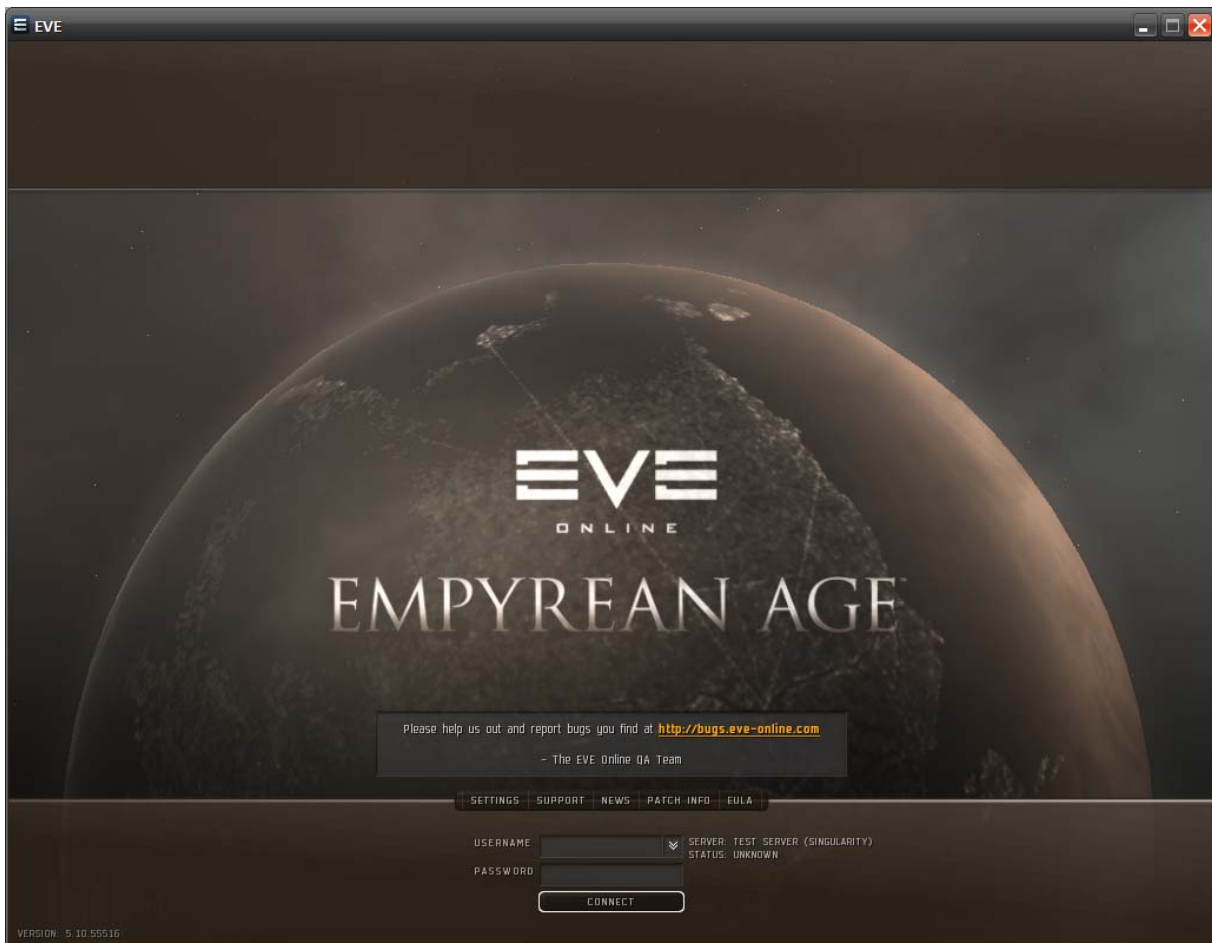 EVE
EVE
ONLINE
EMPYREAN AGE™
Please help us out and report bugs you find at http://bugs.eve-online.com
- The EVE Online QA Team
SETTINGS SUPPORT NEWS PATCH INFO EULA
USERNAME
SERVER: TEST SERVER (SINGULARITY)
STATUS: UNKNOWN
PASSWORD
CONNECT
VERSION: 5.10.55516